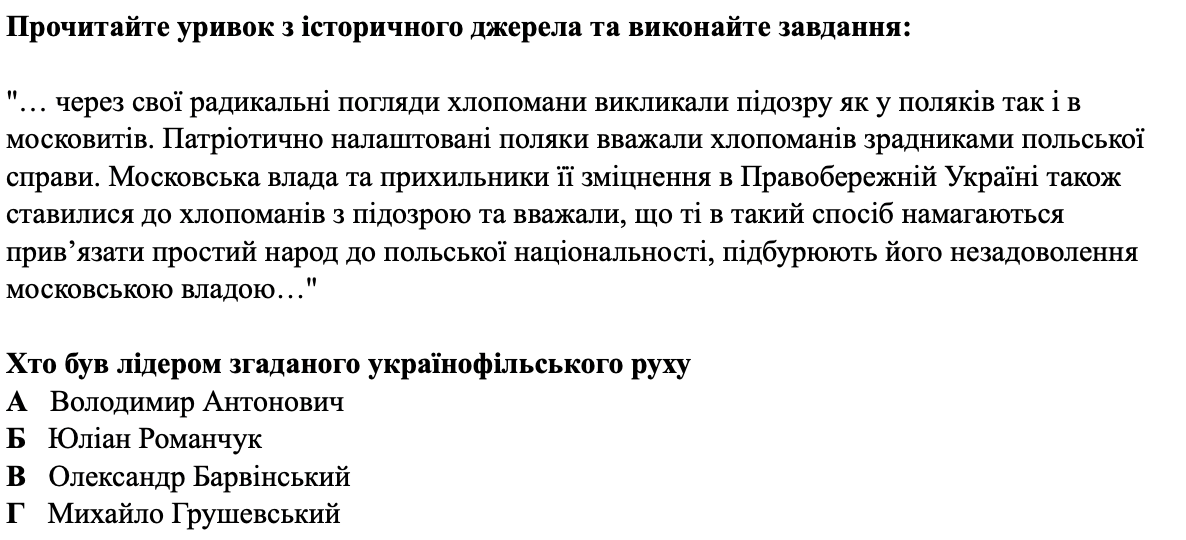 Прочитайте уривок з історичного джерела та виконайте завдання:
"… через свої радикальні погляди хлопомани викликали підозру як у поляків так і в
московитів. Патріотично налаштовані поляки вважали хлопоманів зрадниками польської
справи. Московська влада та прихильники її зміцнення в Правобережній Україні також
ставилися до хлопоманів з підозрою та вважали, що ті в такий спосіб намагаються
прив’язати простий народ до польської національності, підбурюють його незадоволення
московською владою…"
Хто був лідером згаданого українофільського руху
А Володимир Антонович
Б Юліан Романчук
В Олександр Барвінський
Г Михайло Грушевський